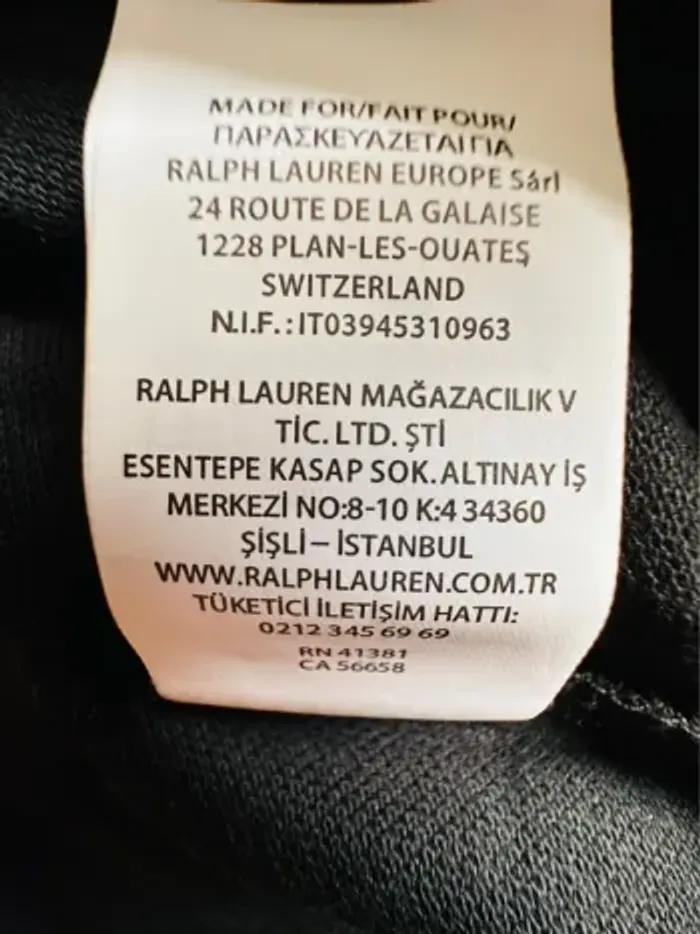 MADE FOR/FAIT POUR/
ΠΑΡΑΣΚΕΥΑΖΕΤΑΙ ΓΙΑ
RALPH LAUREN EUROPE Sárl
24 ROUTE DE LA GALAISE
1228 PLAN-LES-OUATEŞ
SWITZERLAND
N.I.F.:IT03945310963
RALPH LAUREN MAĞAZACILIK V
TİC. LTD. ŞTİ
ESENTEPE KASAP SOK. ALTINAY İŞ
MERKEZİ NO:8-10 K:4 34360
ŞİŞLİ – İSTANBUL
WWW.RALPHLAUREN.COM.TR
TÜKETİCİ İLETİŞİM HATTI:
0212 345 69 69
RN 41381
CA 56658